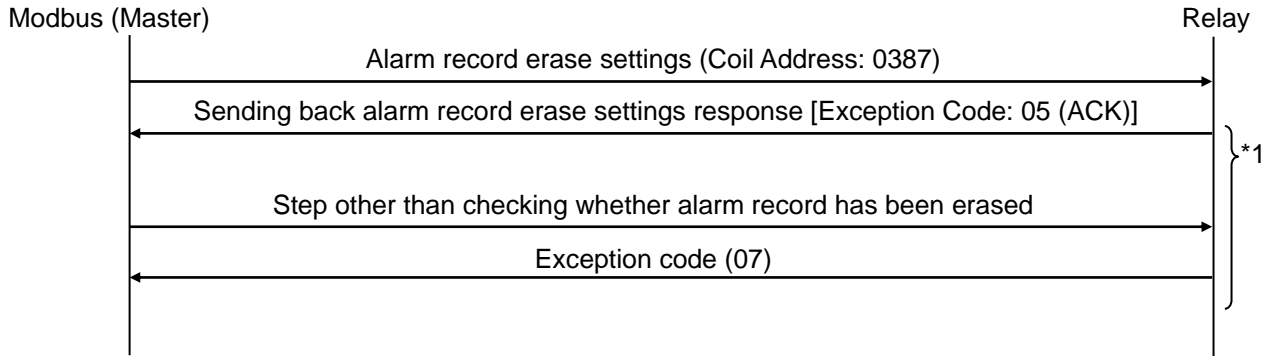 Modbus (Master)
Relay
Alarm record erase settings (Coil Address: 0387)
Sending back alarm record erase settings response [Exception Code: 05 (ACK)]
*1
Step other than checking whether alarm record has been erased
Exception code (07)